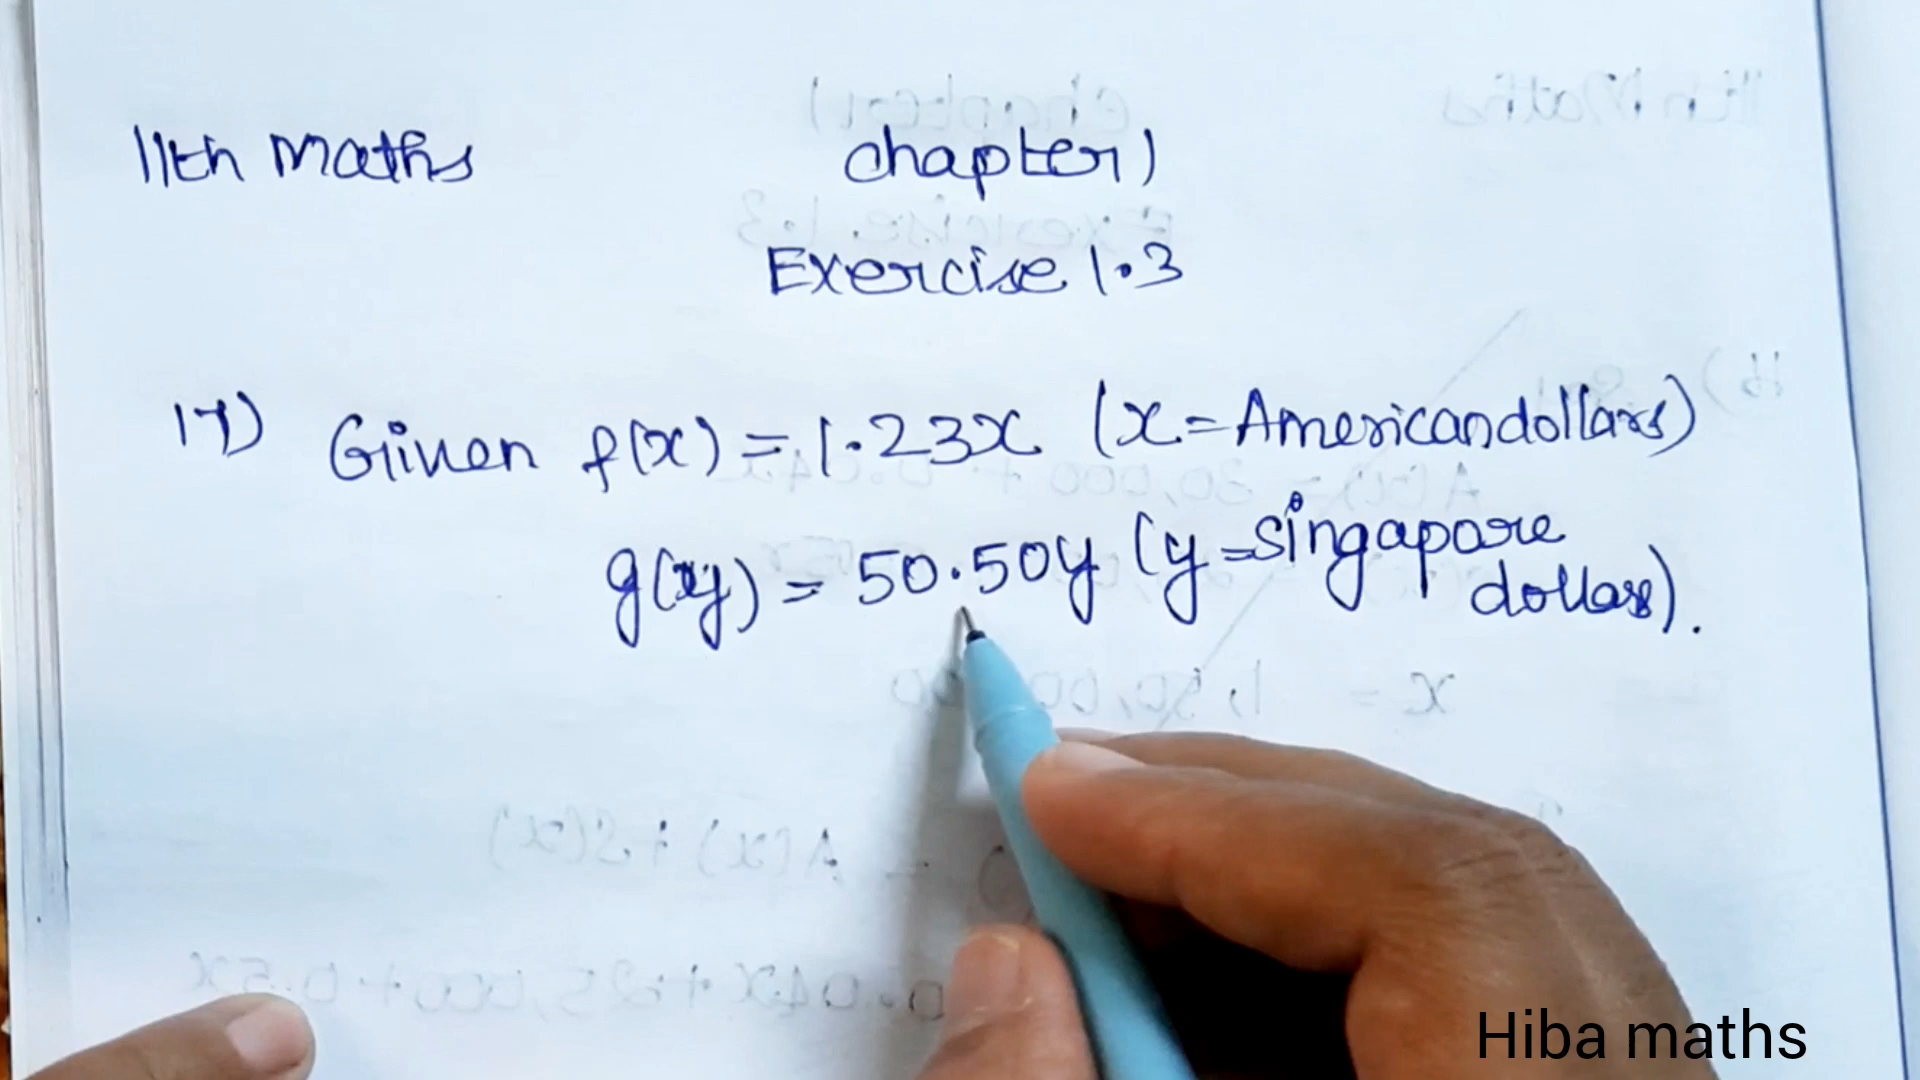 11th Maths chapter 1
Exercise 1.3
17) Given f(x) = 1.23x (x = American dollars)
g(y) = 50.50y (y = singapore
dollars).
Hiba maths